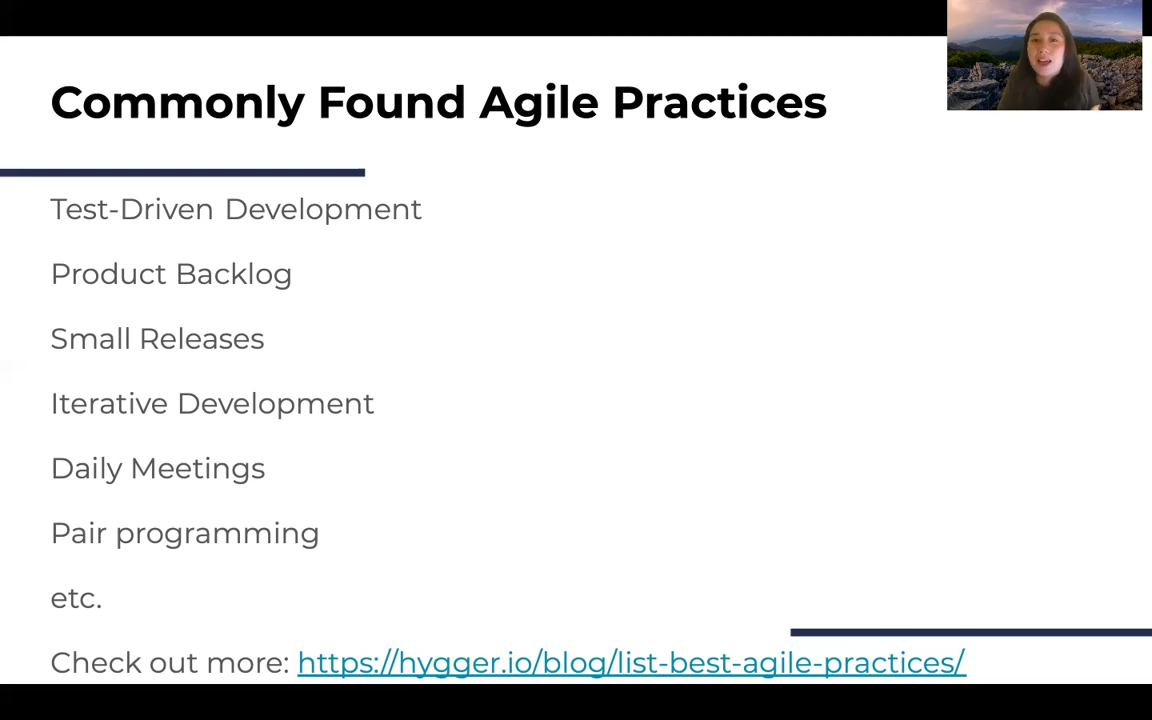 Commonly Found Agile Practices
Test-Driven Development
Product Backlog
Small Releases
Iterative Development
Daily Meetings
Pair programming
etc.
Check out more: https://hygger.io/blog/list-best-agile-practices/